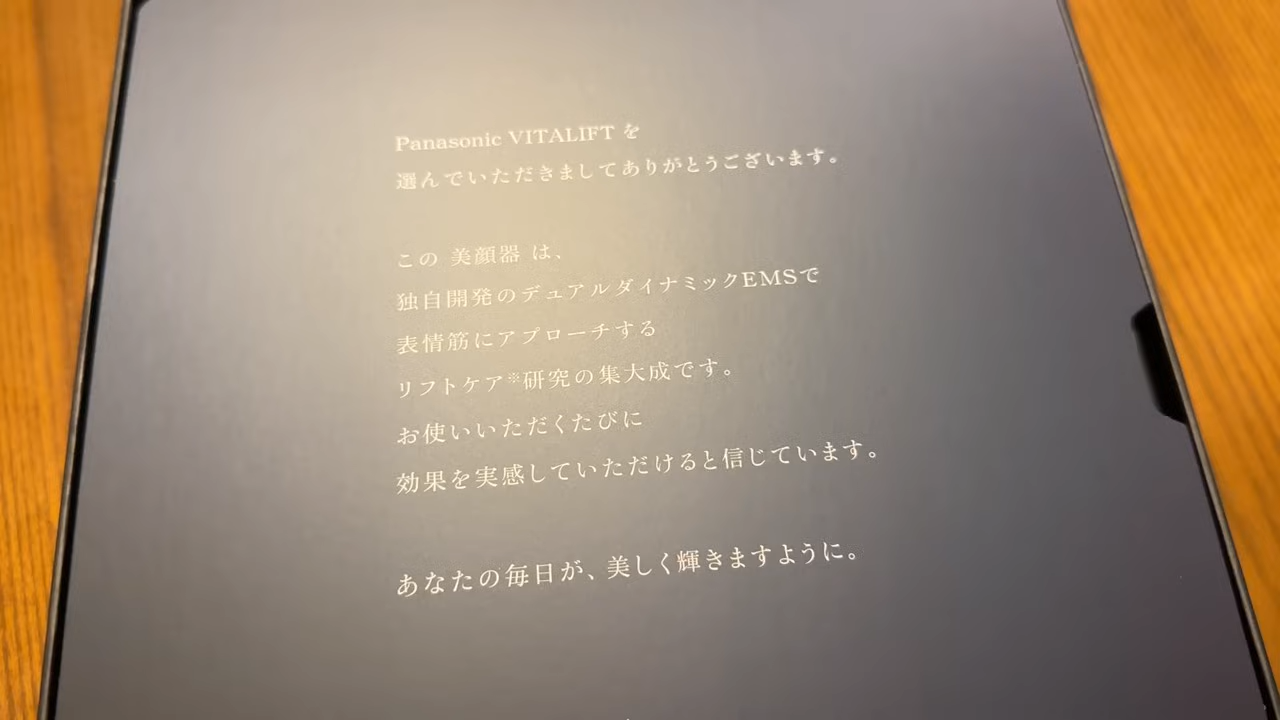 Panasonic VITALIFT を
選んでいただきましてありがとうございます。
この 美顔器 は、
独自開発のデュアルダイナミックEMSで
表情筋にアプローチする
リフトケア※研究の集大成です。
お使いいただくたびに
効果を実感していただけると信じています。
あなたの毎日が、美しく輝きますように。